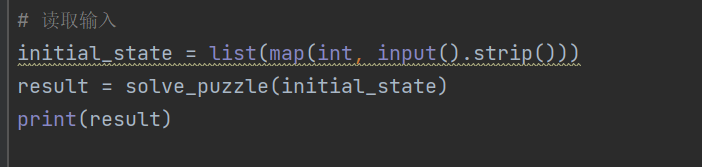 # 读取输入
initial_state = list(map(int, input().strip()))
result = solve_puzzle(initial_state)
print(result)